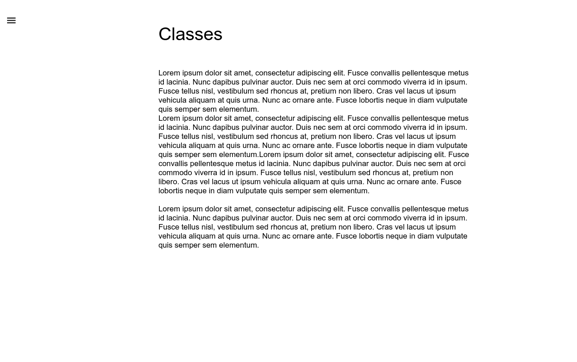 Classes
Lorem ipsum dolor sit amet, consectetur adipiscing elit. Fusce convallis pellentesque metus
id lacinia. Nunc dapibus pulvinar auctor. Duis nec sem at orci commodo viverra id in ipsum.
Fusce tellus nisl, vestibulum sed rhoncus at, pretium non libero. Cras vel lacus ut ipsum
vehicula aliquam at quis urna. Nunc ac ornare ante. Fusce lobortis neque in diam vulputate
quis semper sem elementum.
Lorem ipsum dolor sit amet, consectetur adipiscing elit. Fusce convallis pellentesque metus
id lacinia. Nunc dapibus pulvinar auctor. Duis nec sem at orci commodo viverra id in ipsum.
Fusce tellus nisl, vestibulum sed rhoncus at, pretium non libero. Cras vel lacus ut ipsum
vehicula aliquam at quis urna. Nunc ac ornare ante. Fusce lobortis neque in diam vulputate
quis semper sem elementum.Lorem ipsum dolor sit amet, consectetur adipiscing elit. Fusce
convallis pellentesque metus id lacinia. Nunc dapibus pulvinar auctor. Duis nec sem at orci
commodo viverra id in ipsum. Fusce tellus nisl, vestibulum sed rhoncus at, pretium non
libero. Cras vel lacus ut ipsum vehicula aliquam at quis urna. Nunc ac ornare ante. Fusce
lobortis neque in diam vulputate quis semper sem elementum.
Lorem ipsum dolor sit amet, consectetur adipiscing elit. Fusce convallis pellentesque metus
id lacinia. Nunc dapibus pulvinar auctor. Duis nec sem at orci commodo viverra id in ipsum.
Fusce tellus nisl, vestibulum sed rhoncus at, pretium non libero. Cras vel lacus ut ipsum
vehicula aliquam at quis urna. Nunc ac ornare ante. Fusce lobortis neque in diam vulputate
quis semper sem elementum.